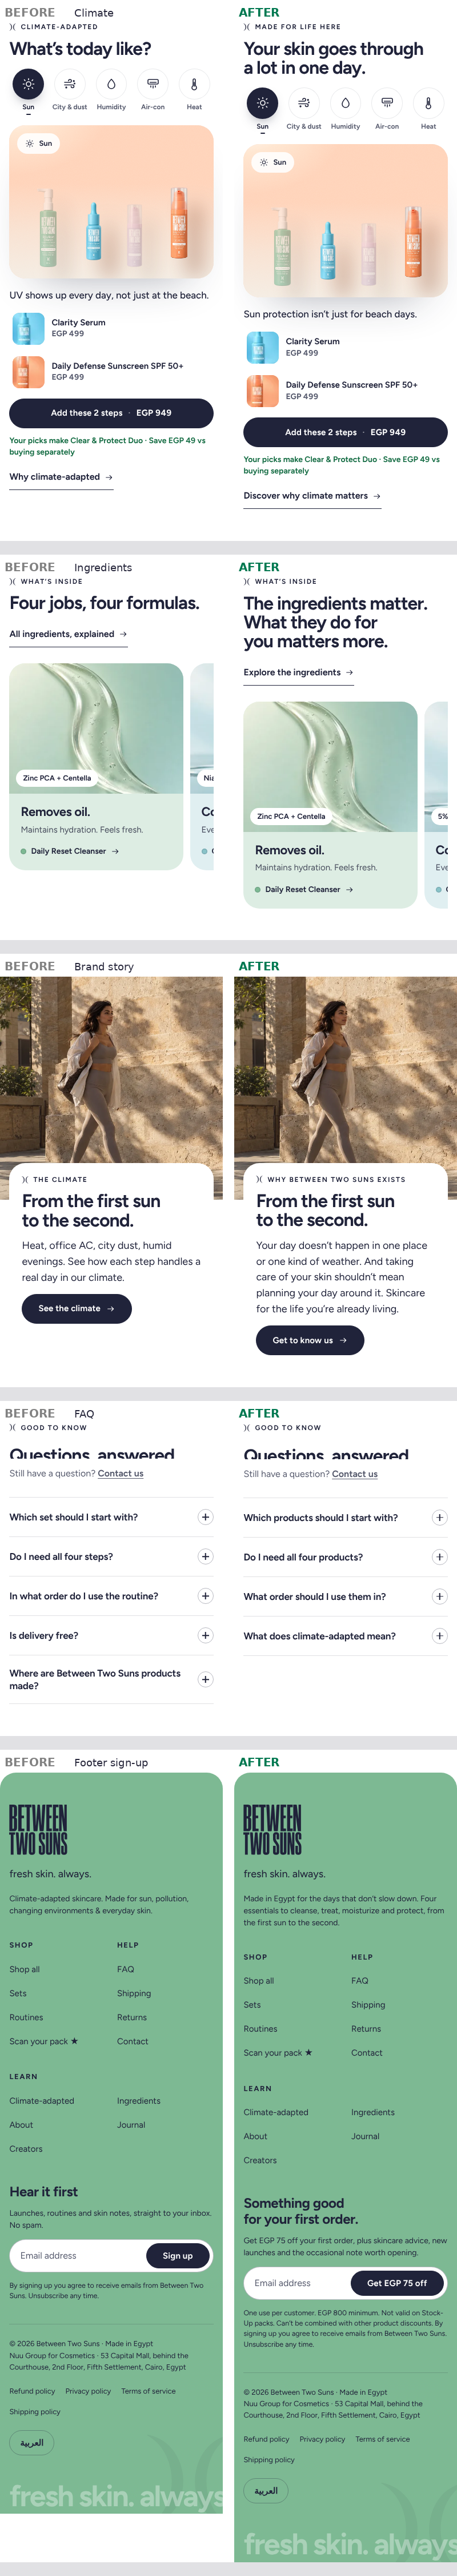 BEFORE Climate
CLIMATE-ADAPTED
What's today like?
Sun
City & dust
Humidity
Air-con
Heat
Sun
BETWEEN TWO SUNS
UV shows up every day, not just at the beach.
Clarity Serum
EGP 499
Daily Defense Sunscreen SPF 50+
EGP 499
Add these 2 steps · EGP 949
Your picks make Clear & Protect Duo · Save EGP 49 vs
buying separately
Why climate-adapted →
AFTER
MADE FOR LIFE HERE
Your skin goes through
a lot in one day.
Sun
City & dust
Humidity
Air-con
Heat
Sun
BETWEEN TWO SUNS
Sun protection isn't just for beach days.
Clarity Serum
EGP 499
Daily Defense Sunscreen SPF 50+
EGP 499
Add these 2 steps · EGP 949
Your picks make Clear & Protect Duo · Save EGP 49 vs
buying separately
Discover why climate matters →
BEFORE Ingredients
WHAT'S INSIDE
Four jobs, four formulas.
All ingredients, explained →
Zinc PCA + Centella
Removes oil.
Maintains hydration. Feels fresh.
Daily Reset Cleanser →
Nia
Co
Eve
AFTER
WHAT'S INSIDE
The ingredients matter.
What they do for
you matters more.
Explore the ingredients →
Zinc PCA + Centella
Removes oil.
Maintains hydration. Feels fresh.
Daily Reset Cleanser →
5%
Co
Eve
BEFORE Brand story
THE CLIMATE
From the first sun
to the second.
Heat, office AC, city dust, humid
evenings. See how each step handles a
real day in our climate.
See the climate →
AFTER
WHY BETWEEN TWO SUNS EXISTS
From the first sun
to the second.
Your day doesn't happen in one place
or one kind of weather. And taking
care of your skin shouldn't mean
planning your day around it. Skincare
for the life you're already living.
Get to know us →
BEFORE FAQ
GOOD TO KNOW
Questions, answered
Still have a question? Contact us
Which set should I start with?
Do I need all four steps?
In what order do I use the routine?
Is delivery free?
Where are Between Two Suns products
made?
AFTER
GOOD TO KNOW
Questions, answered
Still have a question? Contact us
Which products should I start with?
Do I need all four products?
What order should I use them in?
What does climate-adapted mean?
BEFORE Footer sign-up
BETWEEN
TWO SUNS
fresh skin. always.
Climate-adapted skincare. Made for sun, pollution,
changing environments & everyday skin.
SHOP
Shop all
Sets
Routines
Scan your pack ★
HELP
FAQ
Shipping
Returns
Contact
LEARN
Climate-adapted
Ingredients
About
Journal
Creators
Hear it first
Launches, routines and skin notes, straight to your inbox.
No spam.
Email address
Sign up
By signing up you agree to receive emails from Between Two
Suns. Unsubscribe any time.
© 2026 Between Two Suns · Made in Egypt
Nuu Group for Cosmetics · 53 Capital Mall, behind the
Courthouse, 2nd Floor, Fifth Settlement, Cairo, Egypt
Refund policy Privacy policy Terms of service
Shipping policy
العربية
fresh skin. always
AFTER
BETWEEN
TWO SUNS
fresh skin. always.
Made in Egypt for the days that don't slow down. Four
essentials to cleanse, treat, moisturize and protect, from
the first sun to the second.
SHOP
Shop all
Sets
Routines
Scan your pack ★
HELP
FAQ
Shipping
Returns
Contact
LEARN
Climate-adapted
Ingredients
About
Journal
Creators
Something good
for your first order.
Get EGP 75 off your first order, plus skincare advice, new
launches and the occasional note worth opening.
Email address
Get EGP 75 off
One use per customer. EGP 800 minimum. Not valid on Stock-
Up packs. Can't be combined with other product discounts. By
signing up you agree to receive emails from Between Two Suns.
Unsubscribe any time.
© 2026 Between Two Suns · Made in Egypt
Nuu Group for Cosmetics · 53 Capital Mall, behind the
Courthouse, 2nd Floor, Fifth Settlement, Cairo, Egypt
Refund policy Privacy policy Terms of service
Shipping policy
العربية
fresh skin. always